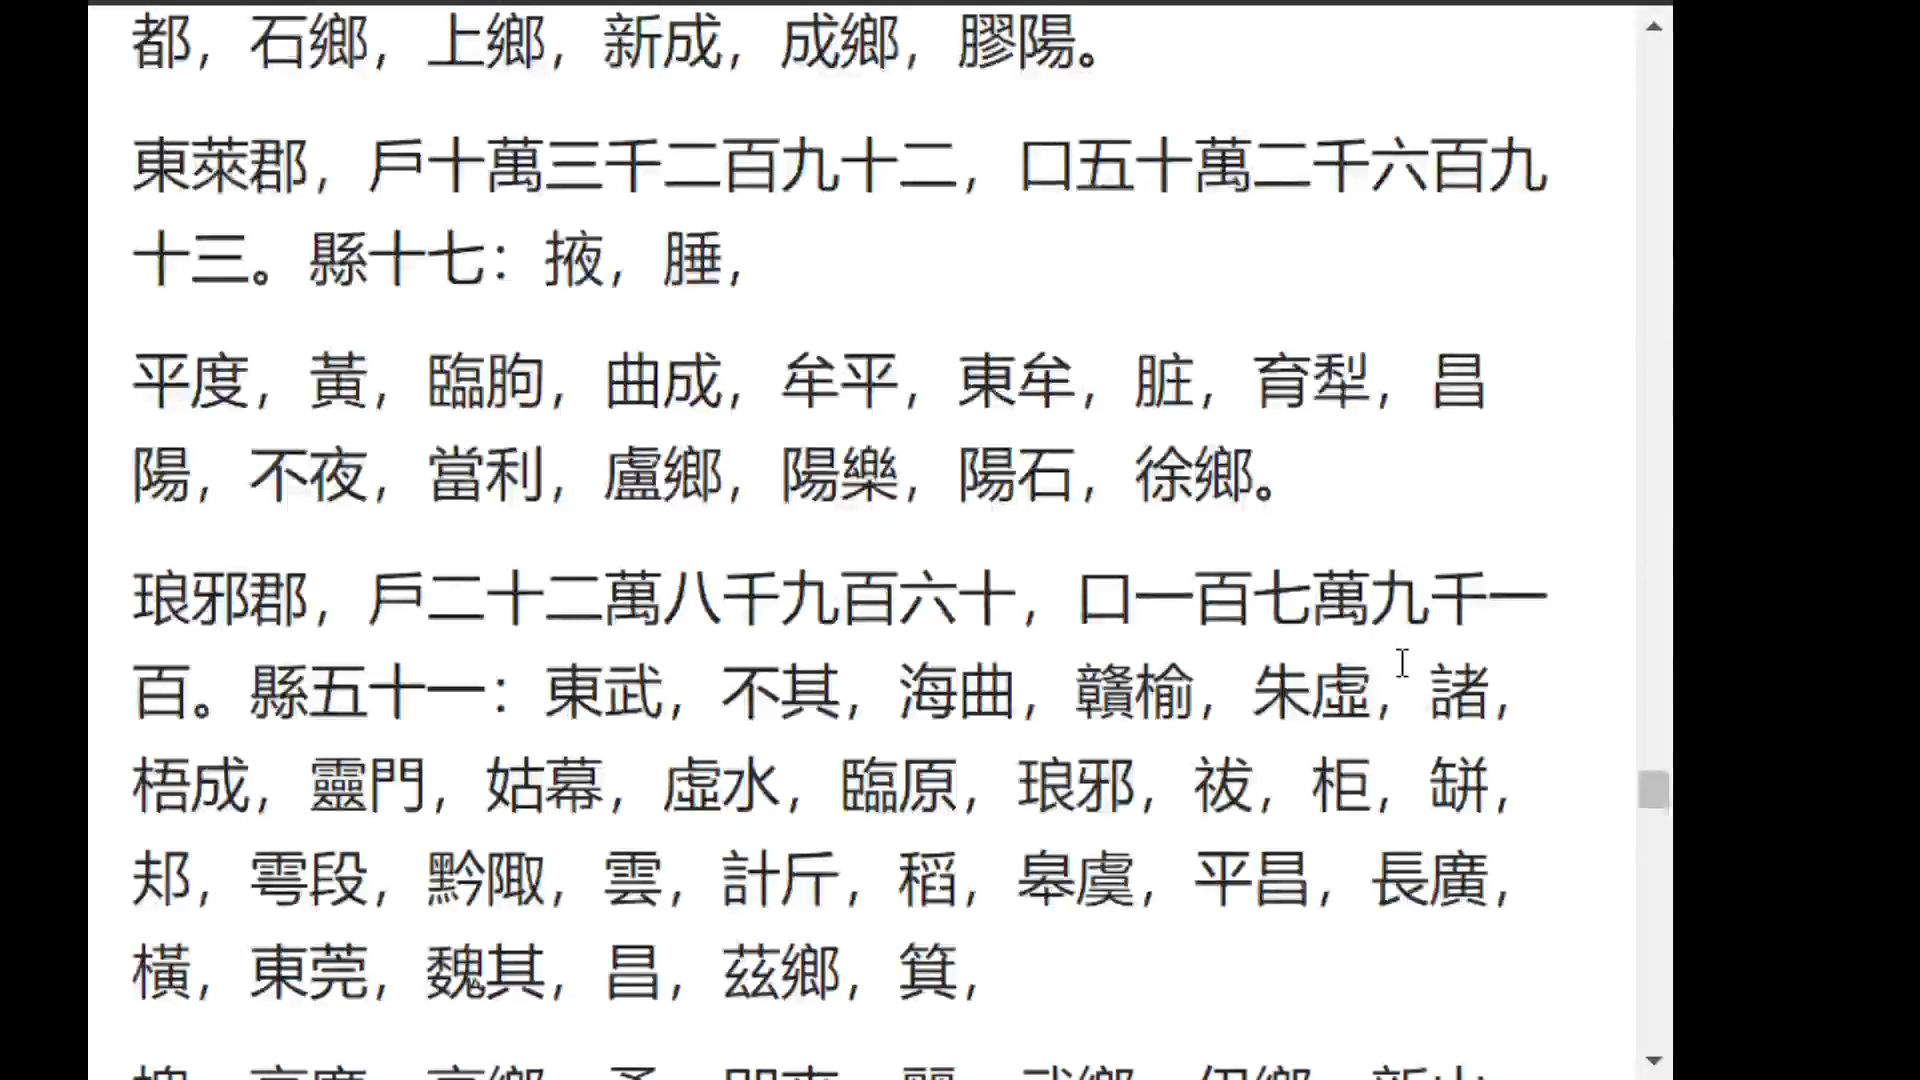 都，石鄉，上鄉，新成，成鄉，膠陽。
東萊郡，戶十萬三千二百九十二，口五十萬二千六百九
十三。縣十七：掖，腄，
平度，黃，臨朐，曲成，牟平，東牟，脏，育犁，昌
陽，不夜，當利，盧鄉，陽樂，陽石，徐鄉。
琅邪郡，戶二十二萬八千九百六十，口一百七萬九千一
百。縣五十一：東武，不其，海曲，贛榆，朱虛，諸，
梧成，靈門，姑幕，虛水，臨原，琅邪，祓，柜，缾，
邞，雩段，黔陬，雲，計斤，稻，皋虞，平昌，長廣，
橫，東莞，魏其，昌，茲鄉，箕，